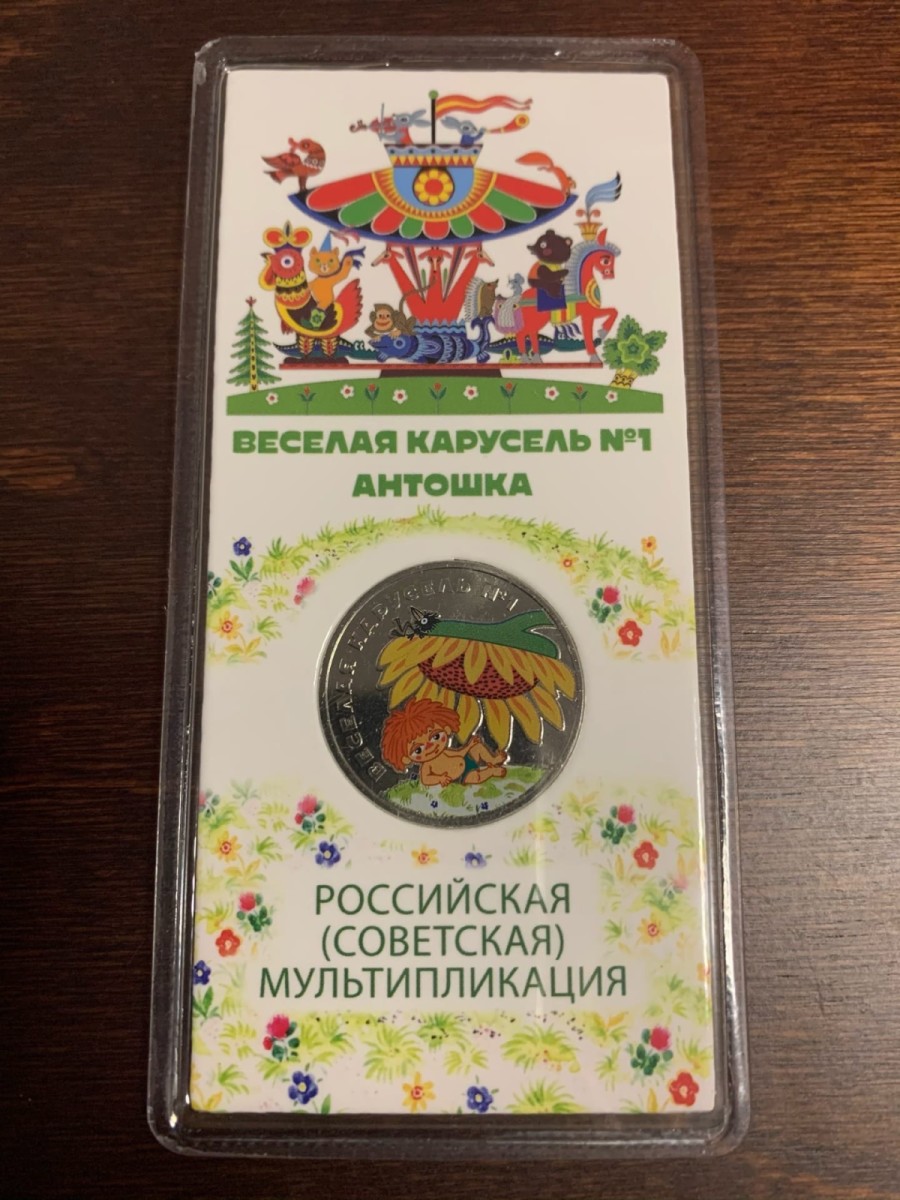 ВЕСЕЛАЯ КАРУСЕЛЬ №1
АНТОШКА
ВЕСЕЛАЯ КАРУСЕЛЬ №1
РОССИЙСКАЯ
(СОВЕТСКАЯ)
МУЛЬТИПЛИКАЦИЯ